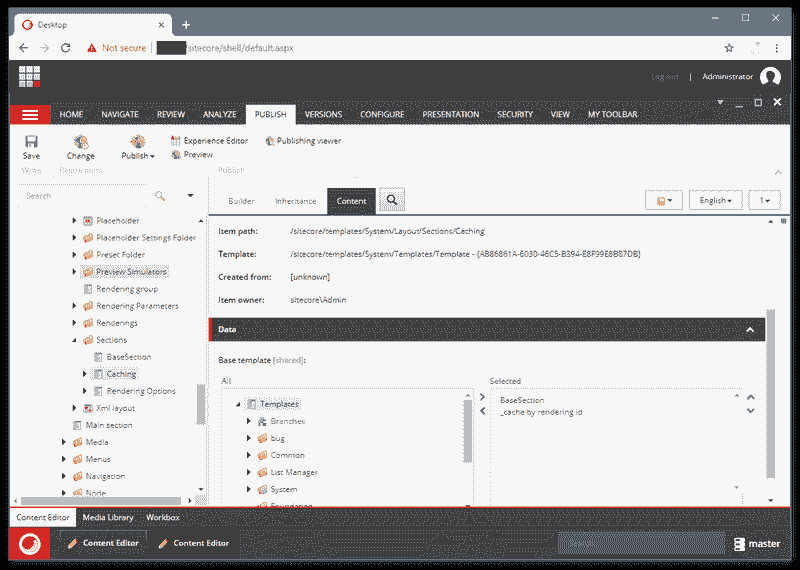 Desktop
Not secure /sitecore/shell/default.aspx
Log out | Administrator
HOME NAVIGATE REVIEW ANALYZE PUBLISH VERSIONS CONFIGURE PRESENTATION SECURITY VIEW MY TOOLBAR
Save Change Publish Experience Editor Publishing viewer
Preview
Write Restrictions Publish
Search Builder Inheritance Content English 1
Placeholder
Placeholder Settings Folder
Preset Folder
Preview Simulators
Rendering group
Rendering Parameters
Renderings
Sections
BaseSection
Caching
Rendering Options
Xml layout
Main section
Media
Menus
Navigation
Node
Item path: /sitecore/templates/System/Layout/Sections/Caching
Template: /sitecore/templates/System/Templates/Template - {AB86861A-6030-46C5-B394-E8F99E8B87DB}
Created from: [unknown]
Item owner: sitecore\Admin
Data
Base template [shared]:
All Selected
Templates
Branches
bug
Common
List Manager
System
Foundation
BaseSection
_cache by rendering id
Content Editor Media Library Workbox
Content Editor Content Editor Search master